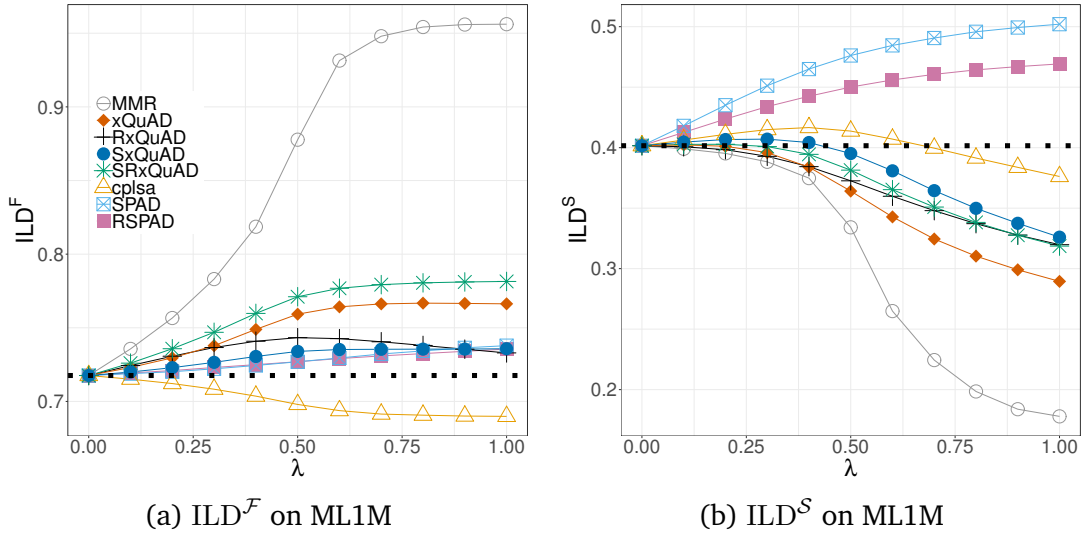 0.9
0.8
0.7
ILD^F
MMR
xQuAD
RxQuAD
SxQuAD
SRxQuAD
cplsa
SPAD
RSPAD
0.00 0.25 0.50 0.75 1.00
λ
(a) ILD^ℱ on ML1M
0.5
0.4
0.3
0.2
ILD^S
0.00 0.25 0.50 0.75 1.00
λ
(b) ILD^𝒮 on ML1M